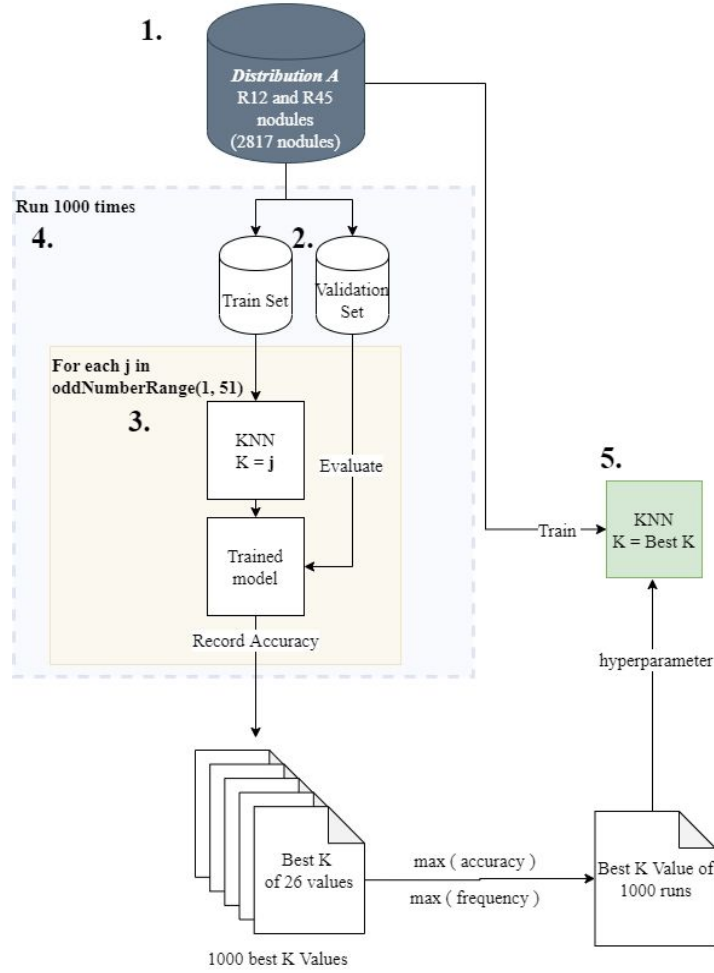 1.
Distribution A
R12 and R45
nodules
(2817 nodules)
Run 1000 times
4.
2.
Train Set
Validation
Set
For each j in
oddNumberRange(1, 51)
3.
KNN
K = j
Evaluate
Trained
model
Record Accuracy
5.
KNN
K = Best K
Train
hyperparameter
Best K
of 26 values
1000 best K Values
max ( accuracy )
max ( frequency )
Best K Value of
1000 runs